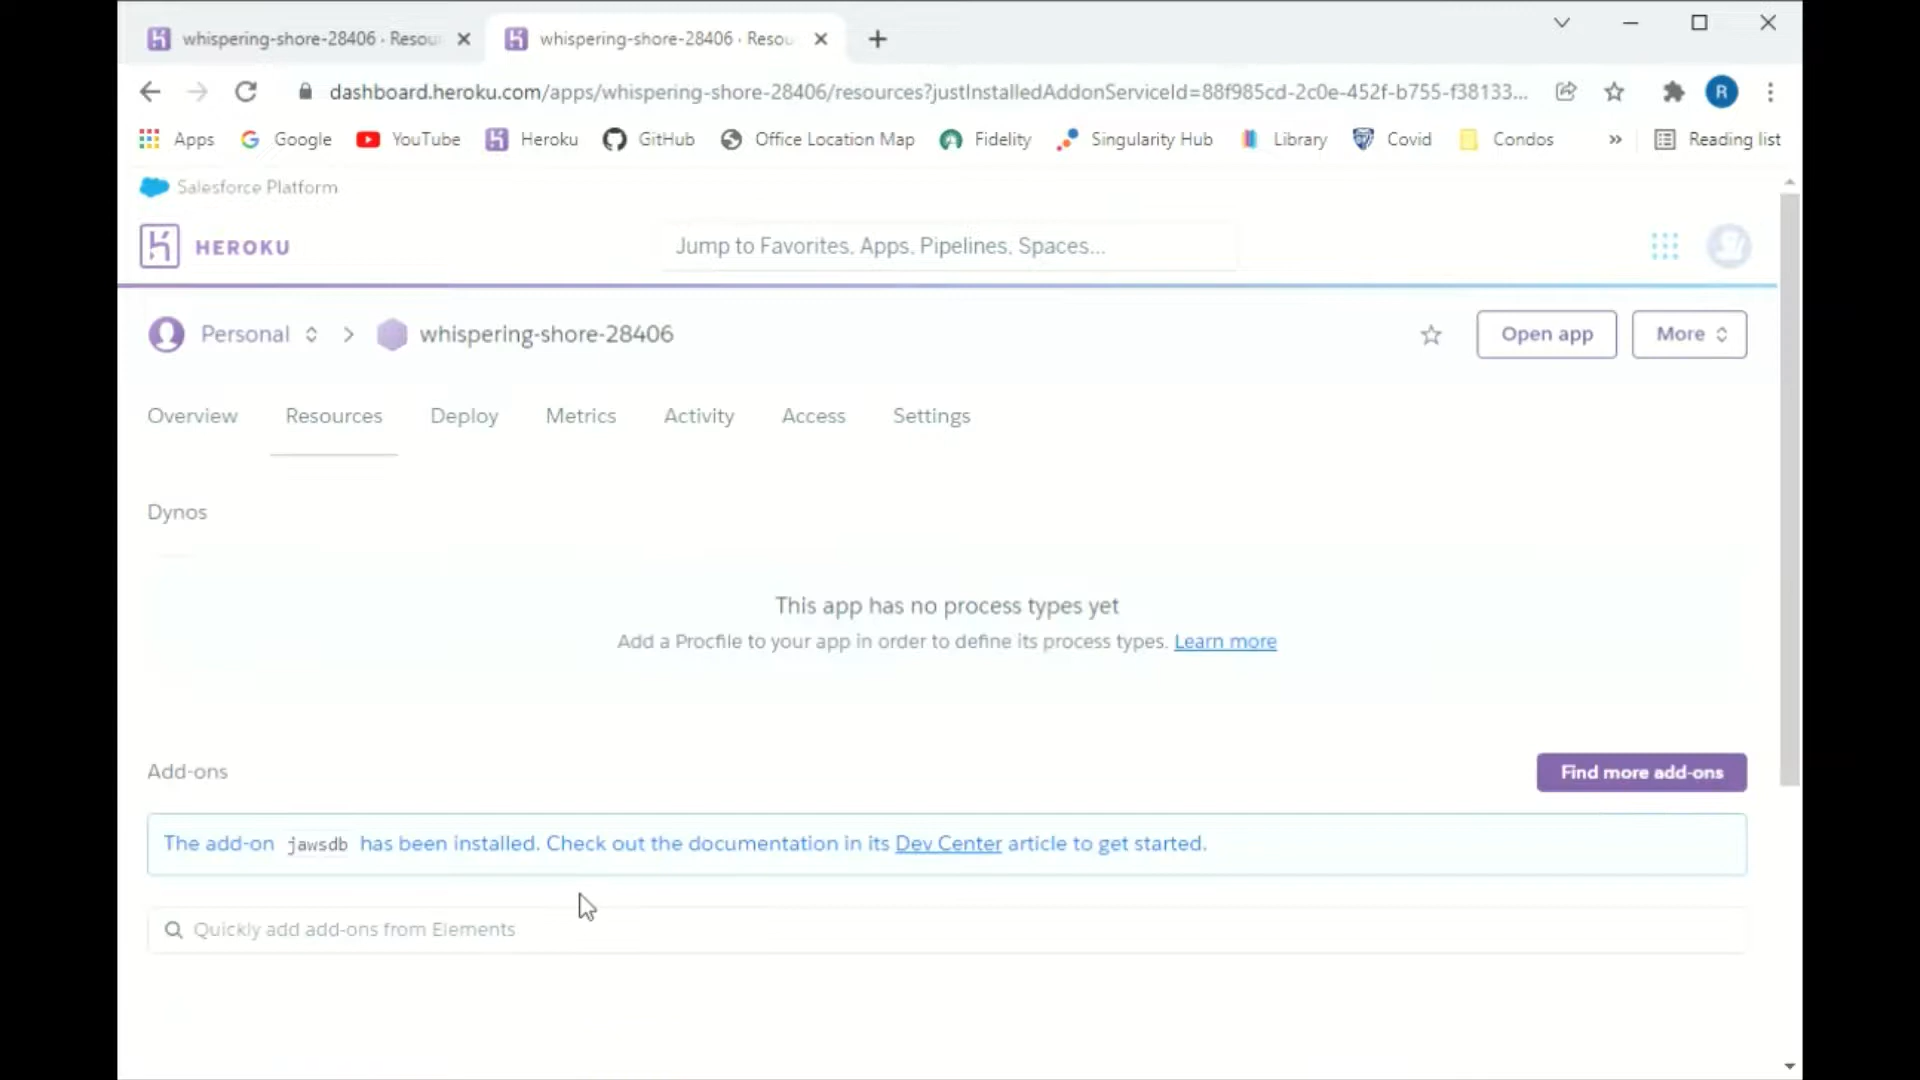 whispering-shore-28406 · Resou
whispering-shore-28406 · Resou
dashboard.heroku.com/apps/whispering-shore-28406/resources?justInstalledAddonServiceId=88f985cd-2c0e-452f-b755-f38133...
R
Apps Google YouTube Heroku GitHub Office Location Map Fidelity Singularity Hub Library Covid Condos » Reading list
Salesforce Platform
HEROKU
Jump to Favorites, Apps, Pipelines, Spaces...
Personal > whispering-shore-28406
Open app More
Overview Resources Deploy Metrics Activity Access Settings
Dynos
This app has no process types yet
Add a Procfile to your app in order to define its process types. Learn more
Add-ons
Find more add-ons
The add-on jawsdb has been installed. Check out the documentation in its Dev Center article to get started.
Quickly add add-ons from Elements